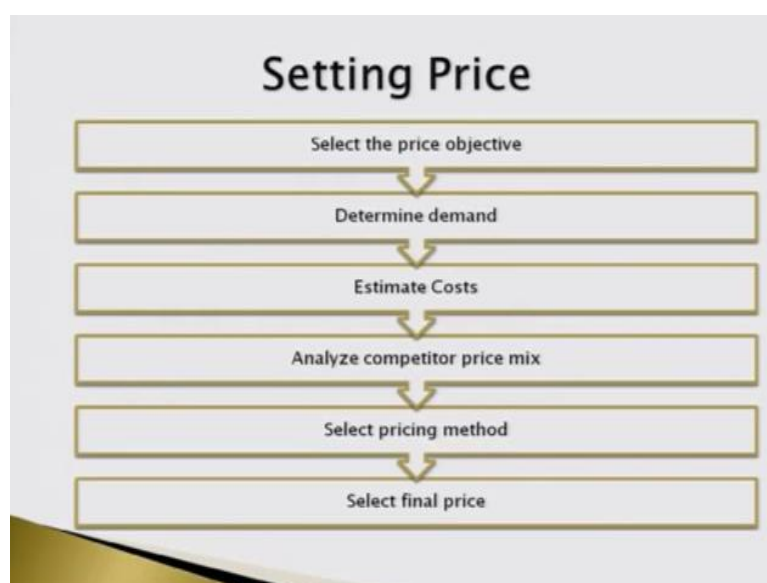 Setting Price
Select the price objective
Determine demand
Estimate Costs
Analyze competitor price mix
Select pricing method
Select final price